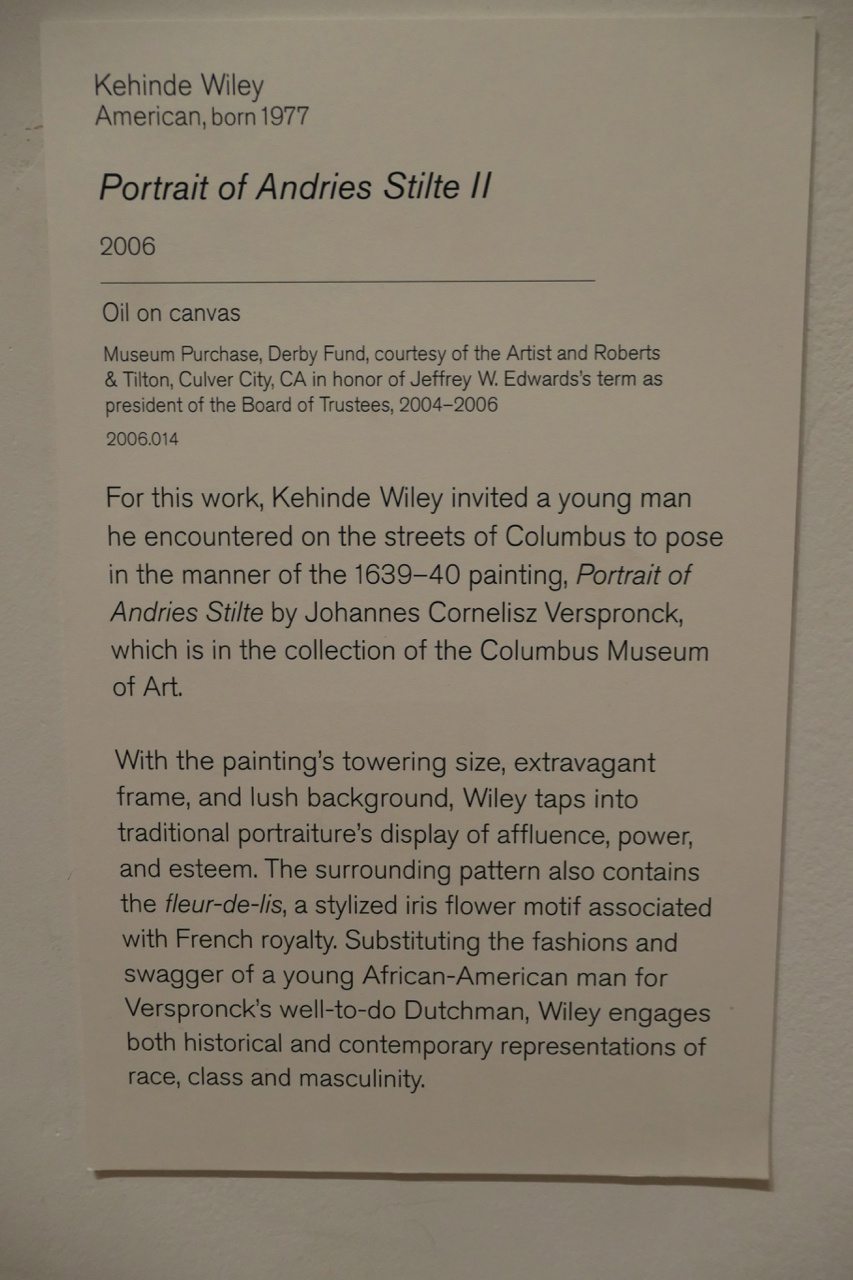 Kehinde Wiley
American, born 1977
Portrait of Andries Stilte II
2006
Oil on canvas
Museum Purchase, Derby Fund, courtesy of the Artist and Roberts
& Tilton, Culver City, CA in honor of Jeffrey W. Edwards's term as
president of the Board of Trustees, 2004–2006
2006.014
For this work, Kehinde Wiley invited a young man
he encountered on the streets of Columbus to pose
in the manner of the 1639–40 painting, Portrait of
Andries Stilte by Johannes Cornelisz Verspronck,
which is in the collection of the Columbus Museum
of Art.
With the painting's towering size, extravagant
frame, and lush background, Wiley taps into
traditional portraiture's display of affluence, power,
and esteem. The surrounding pattern also contains
the fleur-de-lis, a stylized iris flower motif associated
with French royalty. Substituting the fashions and
swagger of a young African-American man for
Verspronck's well-to-do Dutchman, Wiley engages
both historical and contemporary representations of
race, class and masculinity.